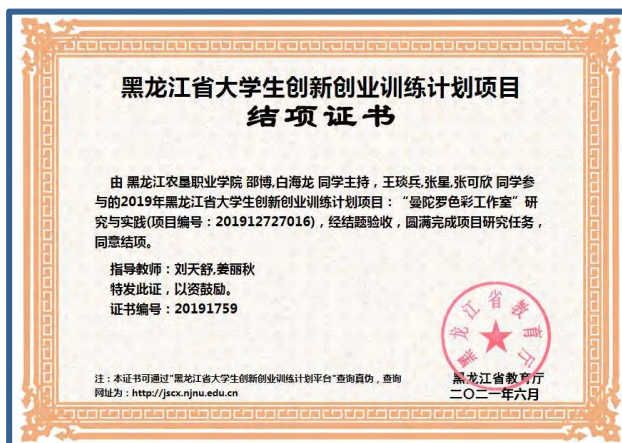 黑龙江省大学生创新创业训练计划项目
结项证书
由 黑龙江农垦职业学院 邵博,白海龙 同学主持，王琰兵,张星,张可欣 同学参
与的2019年黑龙江省大学生创新创业训练计划项目：“曼陀罗色彩工作室”研
究与实践(项目编号：201912727016)，经结题验收，圆满完成项目研究任务，
同意结项。
指导教师：刘天舒,姜丽秋
特发此证，以资鼓励。
证书编号：20191759
黑龙江省教育厅
注：本证书可通过"黑龙江省大学生创新创业训练计划平台"查询真伪，查询
网址为：http://jscx.njnu.edu.cn
黑龙江省教育厅
二〇二一年六月